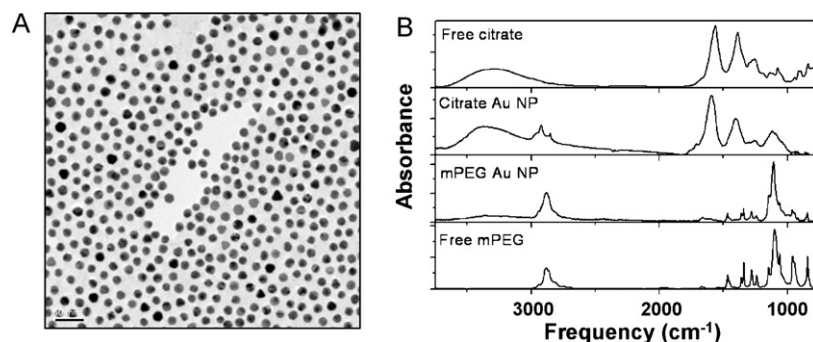 A
B
Free citrate
Citrate Au NP
mPEG Au NP
Free mPEG
Absorbance
3000 2000 1000
Frequency (cm⁻¹)